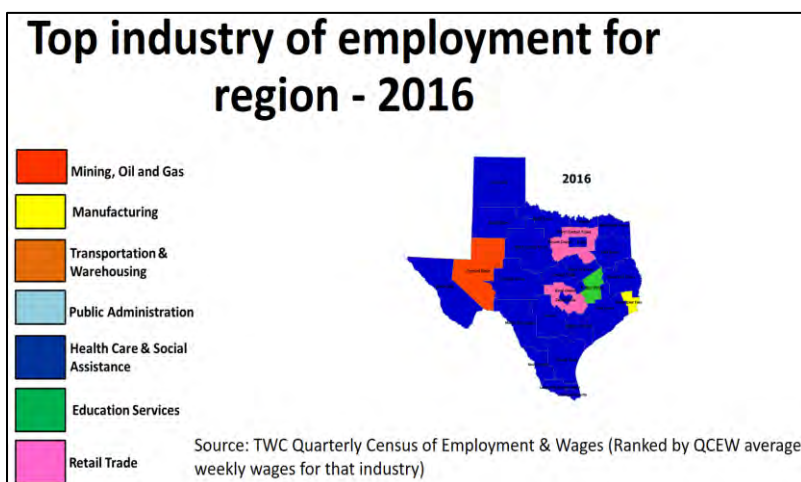 Top industry of employment for
region - 2016
Mining, Oil and Gas
Manufacturing
Transportation &
Warehousing
Public Administration
Health Care & Social
Assistance
Education Services
Retail Trade
2016
Source: TWC Quarterly Census of Employment & Wages (Ranked by QCEW average
weekly wages for that industry)